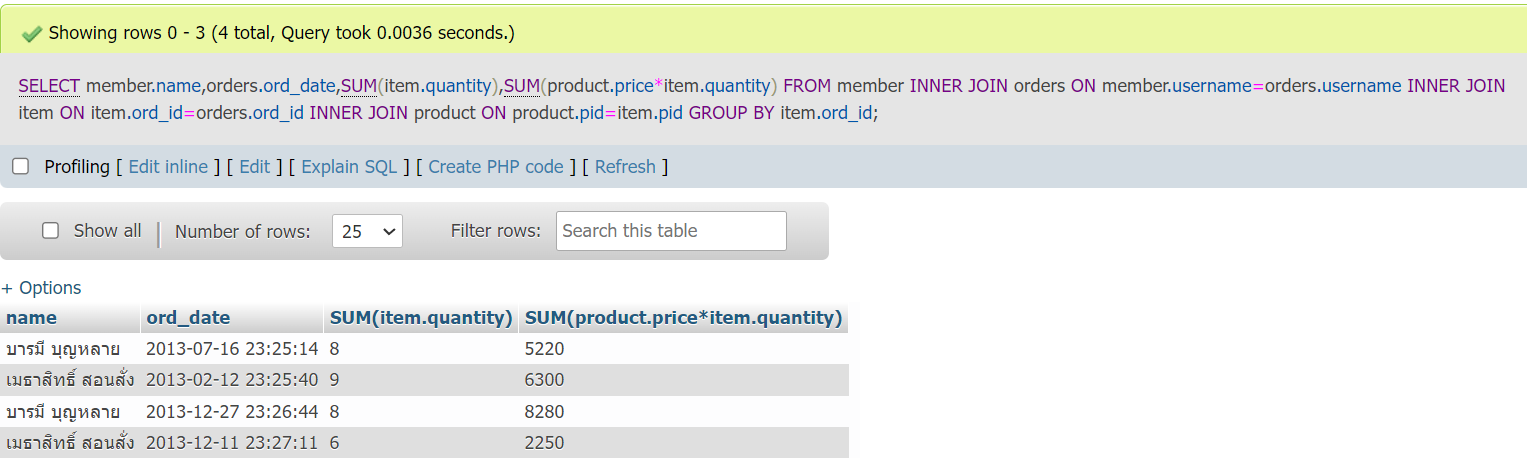 Showing rows 0 - 3 (4 total, Query took 0.0036 seconds.)
SELECT member.name,orders.ord_date,SUM(item.quantity),SUM(product.price*item.quantity) FROM member INNER JOIN orders ON member.username=orders.username INNER JOIN
item ON item.ord_id=orders.ord_id INNER JOIN product ON product.pid=item.pid GROUP BY item.ord_id;
Profiling [ Edit inline ] [ Edit ] [ Explain SQL ] [ Create PHP code ] [ Refresh ]
Show all Number of rows: 25 Filter rows: Search this table
+ Options
name ord_date SUM(item.quantity) SUM(product.price*item.quantity)
บารมี บุญหลาย 2013-07-16 23:25:14 8 5220
เมธาสิทธิ์ สอนสั่ง 2013-02-12 23:25:40 9 6300
บารมี บุญหลาย 2013-12-27 23:26:44 8 8280
เมธาสิทธิ์ สอนสั่ง 2013-12-11 23:27:11 6 2250